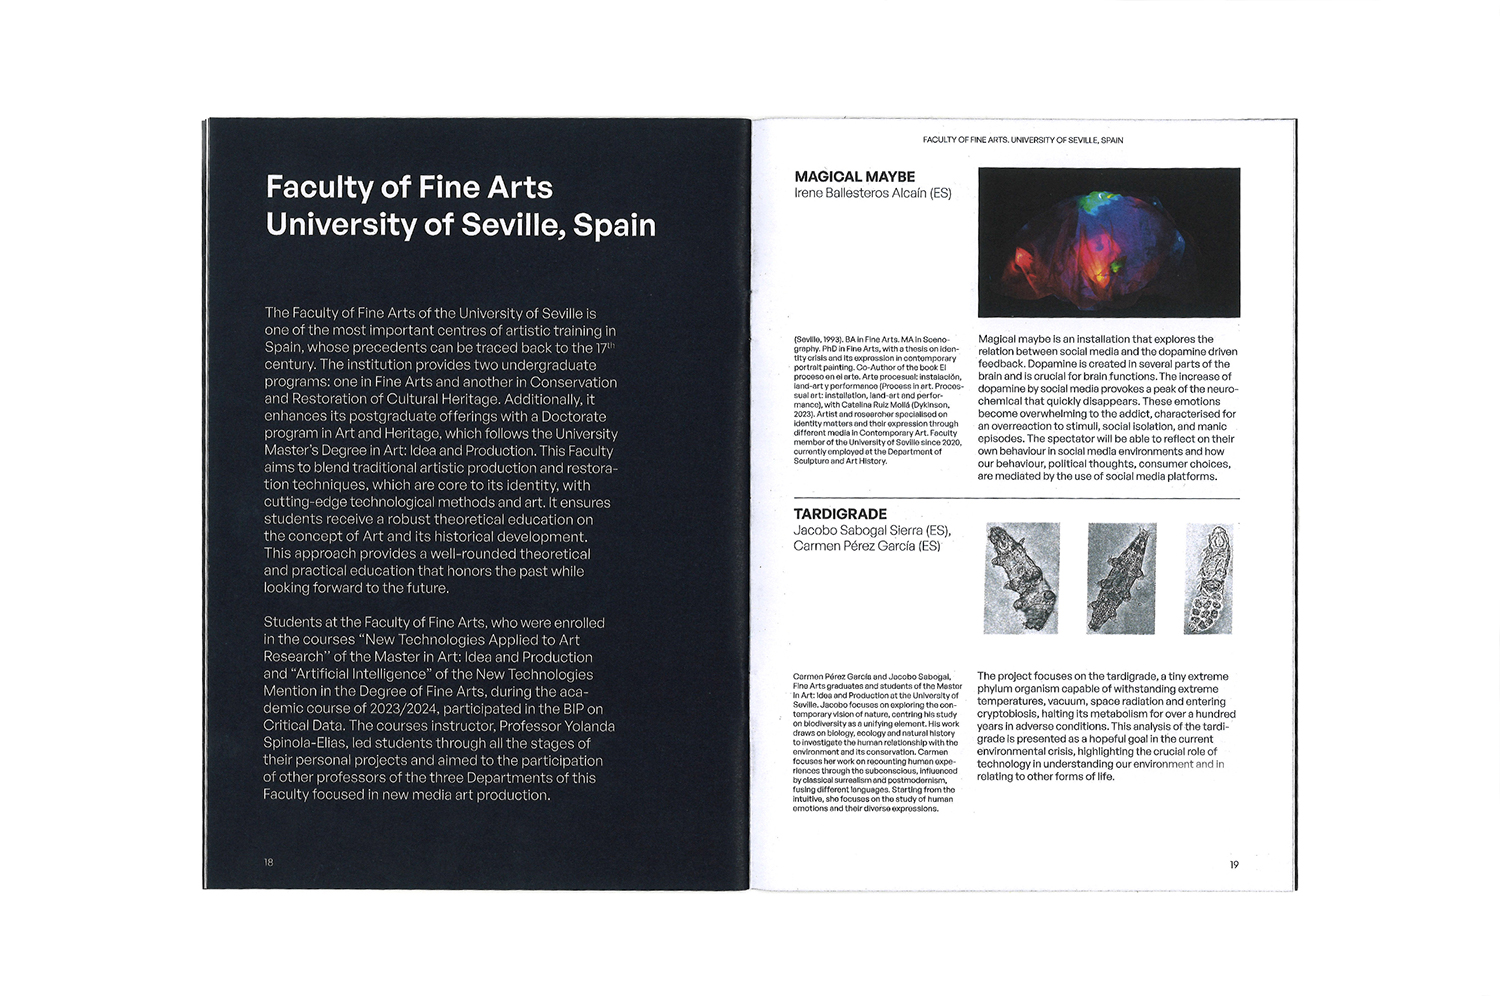 Faculty of Fine Arts
University of Seville, Spain
The Faculty of Fine Arts of the University of Seville is
one of the most important centres of artistic training in
Spain, whose precedents can be traced back to the 17th
century. The institution provides two undergraduate
programs: one in Fine Arts and another in Conservation
and Restoration of Cultural Heritage. Additionally, it
enhances its postgraduate offerings with a Doctorate
program in Art and Heritage, which follows the University
Master's Degree in Art: Idea and Production. This Faculty
aims to blend traditional artistic production and restora-
tion techniques, which are core to its identity, with
cutting-edge technological methods and art. It ensures
students receive a robust theoretical education on
the concept of Art and its historical development.
This approach provides a well-rounded theoretical
and practical education that honors the past while
looking forward to the future.
Students at the Faculty of Fine Arts, who were enrolled
in the courses “New Technologies Applied to Art
Research” of the Master in Art: Idea and Production
and “Artificial Intelligence” of the New Technologies
Mention in the Degree of Fine Arts, during the aca-
demic course of 2023/2024, participated in the BIP on
Critical Data. The courses instructor, Professor Yolanda
Spinola-Elias, led students through all the stages of
their personal projects and aimed to the participation
of other professors of the three Departments of this
Faculty focused in new media art production.
18
FACULTY OF FINE ARTS. UNIVERSITY OF SEVILLE, SPAIN
MAGICAL MAYBE
Irene Ballesteros Alcaín (ES)
(Seville, 1993). BA in Fine Arts. MA in Sceno-
graphy. PhD in Fine Arts, with a thesis on iden-
tity crisis and its expression in contemporary
portrait painting. Co-Author of the book El
proceso en el arte. Arte procesual: instalación,
land-art y performance (Process in art. Proces-
sual art: installation, land-art and perfor-
mance), with Catalina Ruiz Mollá (Dykinson,
2023). Artist and researcher specialised on
identity matters and their expression through
different media in Contemporary Art. Faculty
member of the University of Seville since 2020,
currently employed at the Department of
Sculpture and Art History.
Magical maybe is an installation that explores the
relation between social media and the dopamine driven
feedback. Dopamine is created in several parts of the
brain and is crucial for brain functions. The increase of
dopamine by social media provokes a peak of the neuro-
chemical that quickly disappears. These emotions
become overwhelming to the addict, characterised for
an overreaction to stimuli, social isolation, and manic
episodes. The spectator will be able to reflect on their
own behaviour in social media environments and how
our behaviour, political thoughts, consumer choices,
are mediated by the use of social media platforms.
TARDIGRADE
Jacobo Sabogal Sierra (ES),
Carmen Pérez García (ES)
Carmen Pérez García and Jacobo Sabogal,
Fine Arts graduates and students of the Master
in Art: Idea and Production at the University of
Seville. Jacobo focuses on exploring the con-
temporary vision of nature, centring his study
on biodiversity as a unifying element. His work
draws on biology, ecology and natural history
to investigate the human relationship with the
environment and its conservation. Carmen
focuses her work on recounting human expe-
riences through the subconscious, influenced
by classical surrealism and postmodernism,
fusing different languages. Starting from the
intuitive, she focuses on the study of human
emotions and their diverse expressions.
The project focuses on the tardigrade, a tiny extreme
phylum organism capable of withstanding extreme
temperatures, vacuum, space radiation and entering
cryptobiosis, halting its metabolism for over a hundred
years in adverse conditions. This analysis of the tardi-
grade is presented as a hopeful goal in the current
environmental crisis, highlighting the crucial role of
technology in understanding our environment and in
relating to other forms of life.
19